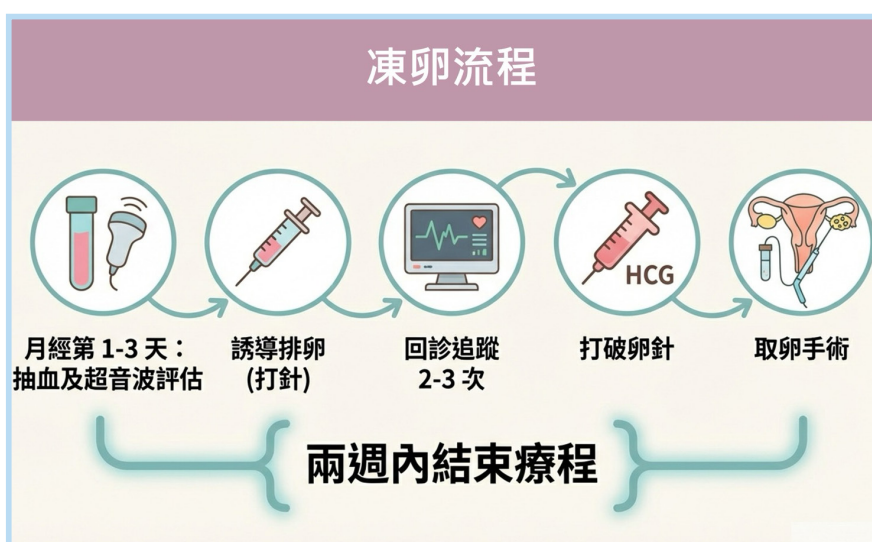 凍卵流程
HCG
月經第 1-3 天：
抽血及超音波評估
誘導排卵
(打針)
回診追蹤
2-3 次
打破卵針
取卵手術
兩週內結束療程